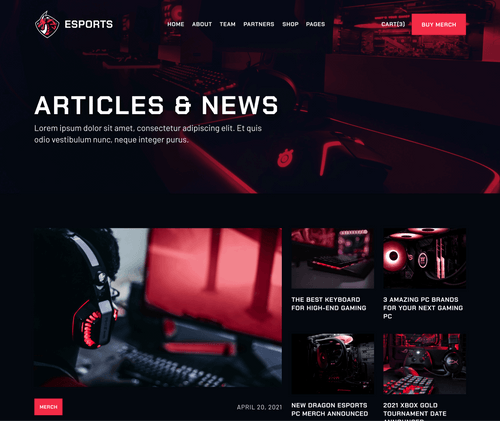 ESPORTS
HOME ABOUT TEAM PARTNERS SHOP PAGES
CART(3)
BUY MERCH
ARTICLES & NEWS
Lorem ipsum dolor sit amet, consectetur adipiscing elit. Et quis
odio vestibulum nunc, neque integer purus.
THE BEST KEYBOARD
FOR HIGH-END GAMING
3 AMAZING PC BRANDS
FOR YOUR NEXT GAMING
PC
MERCH
APRIL 20, 2021
NEW DRAGON ESPORTS
PC MERCH ANNOUNCED
2021 XBOX GOLD
TOURNAMENT DATE